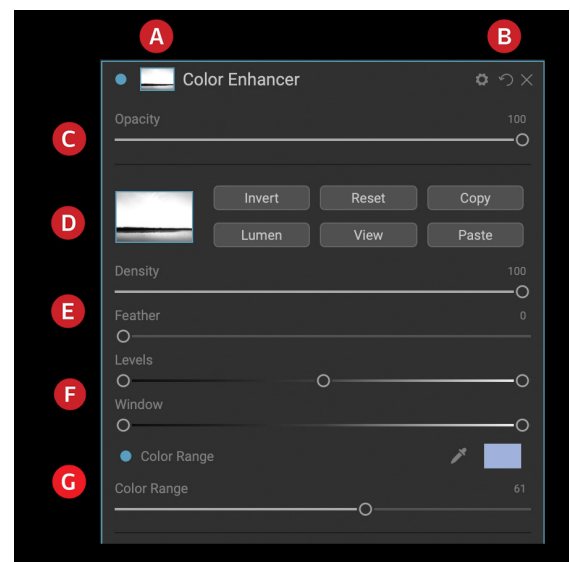 A
B
Color Enhancer
C
Opacity 100
D
Invert Reset Copy
Lumen View Paste
Density 100
E
Feather 0
Levels
F
Window
Color Range
G
Color Range 61